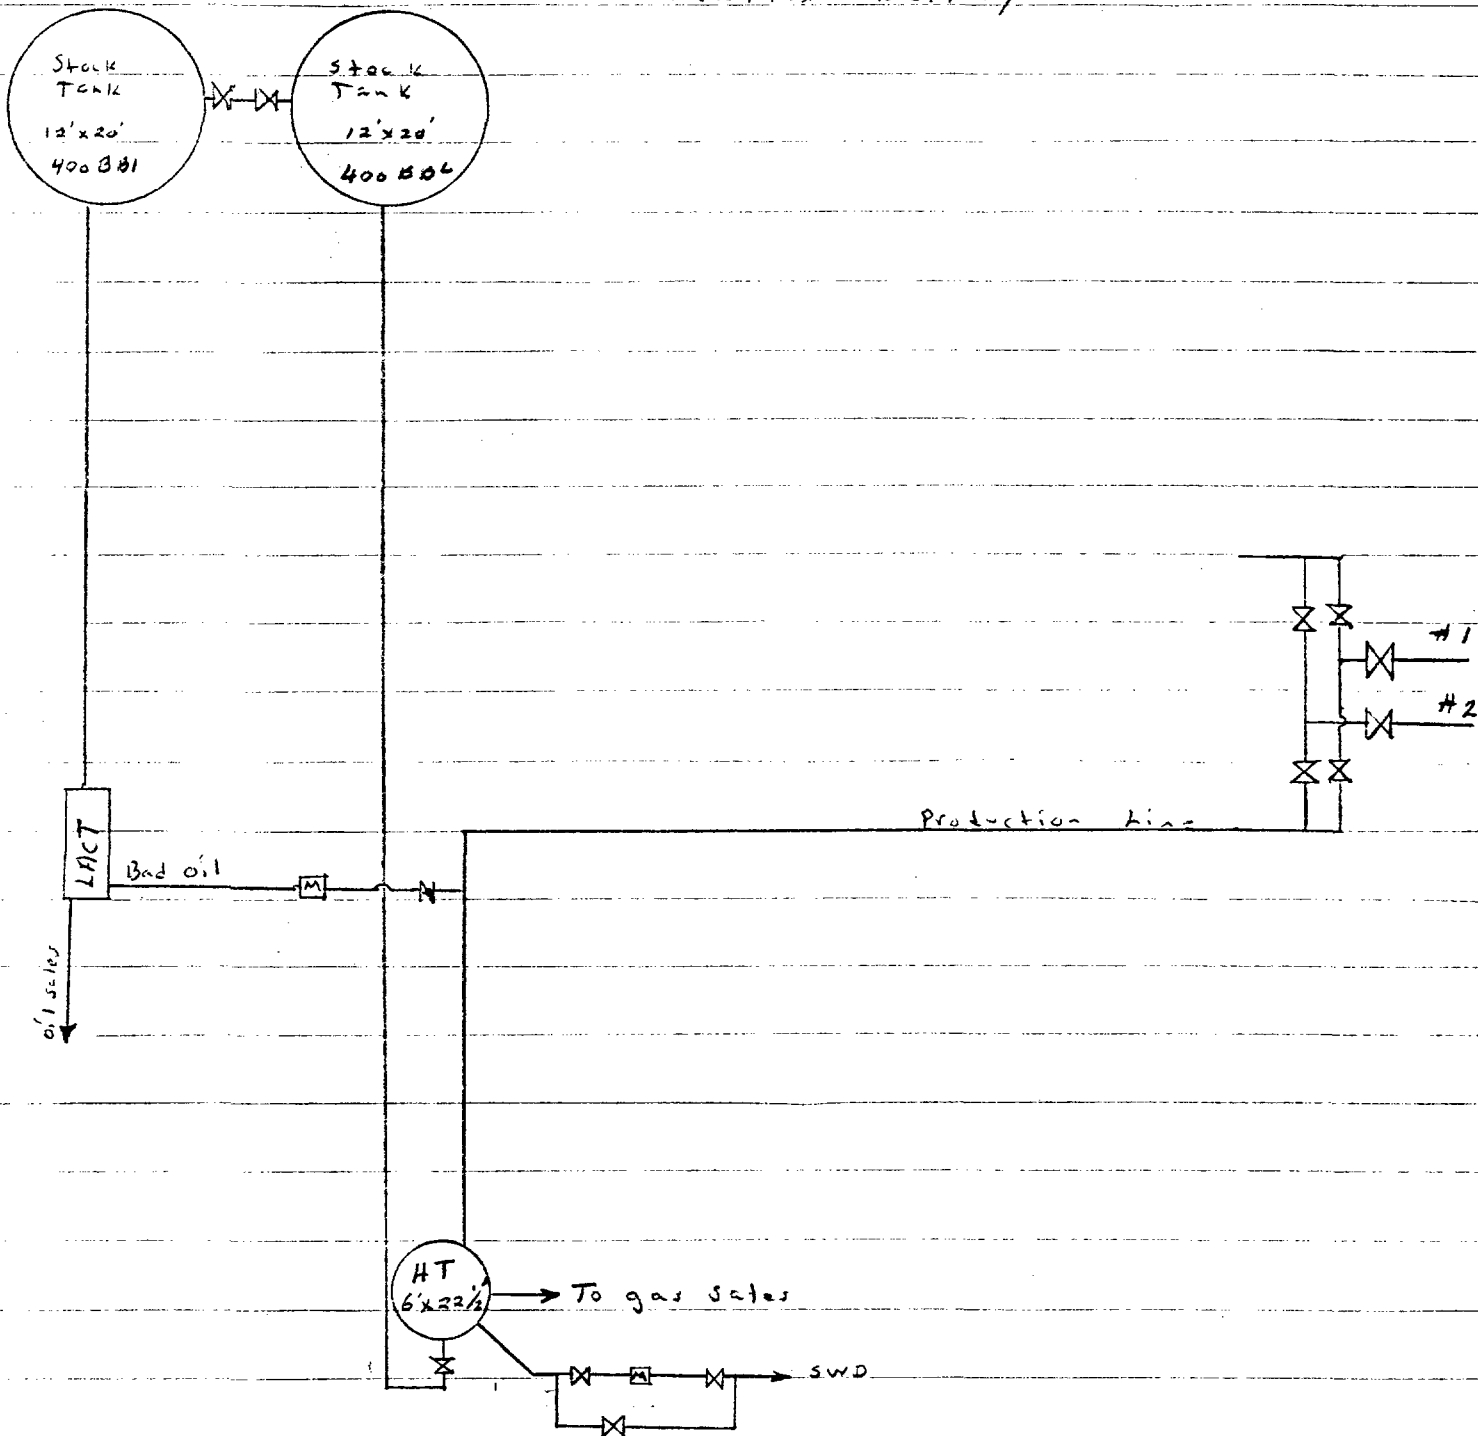 Stock
Tank
12'x20'
400 BBl
Stock
Tank
12'x20'
400 BBL
#1
#2
Production Line
LACT
Bad oil
M
oil sales
HT
6'x22½'
To gas sales
M
SWD